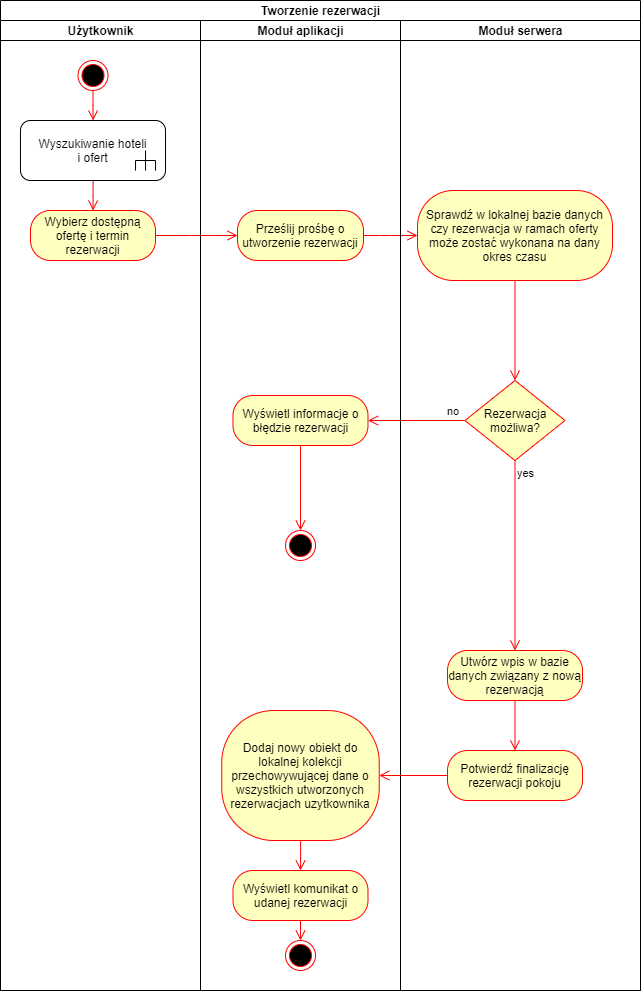 Tworzenie rezerwacji
Użytkownik
Moduł aplikacji
Moduł serwera
Wyszukiwanie hoteli
i ofert
Wybierz dostępną
ofertę i termin
rezerwacji
Prześlij prośbę o
utworzenie rezerwacji
Sprawdź w lokalnej bazie danych
czy rezerwacja w ramach oferty
może zostać wykonana na dany
okres czasu
Rezerwacja
możliwa?
no
yes
Wyświetl informacje o
błędzie rezerwacji
Utwórz wpis w bazie
danych związany z nową
rezerwacją
Potwierdź finalizację
rezerwacji pokoju
Dodaj nowy obiekt do
lokalnej kolekcji
przechowywującej dane o
wszystkich utworzonych
rezerwacjach uzytkownika
Wyświetl komunikat o
udanej rezerwacji